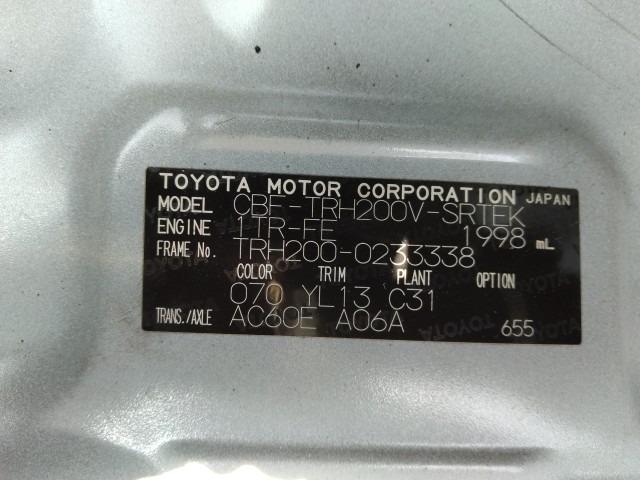 TOYOTA MOTOR CORPORATION JAPAN
MODEL CBF-TRH200V-SRTEK
ENGINE 1TR-FE 1998 mL
FRAME No. TRH200-0233338
COLOR TRIM PLANT OPTION
070 YL13 C31
TRANS./AXLE AC60E A06A 655